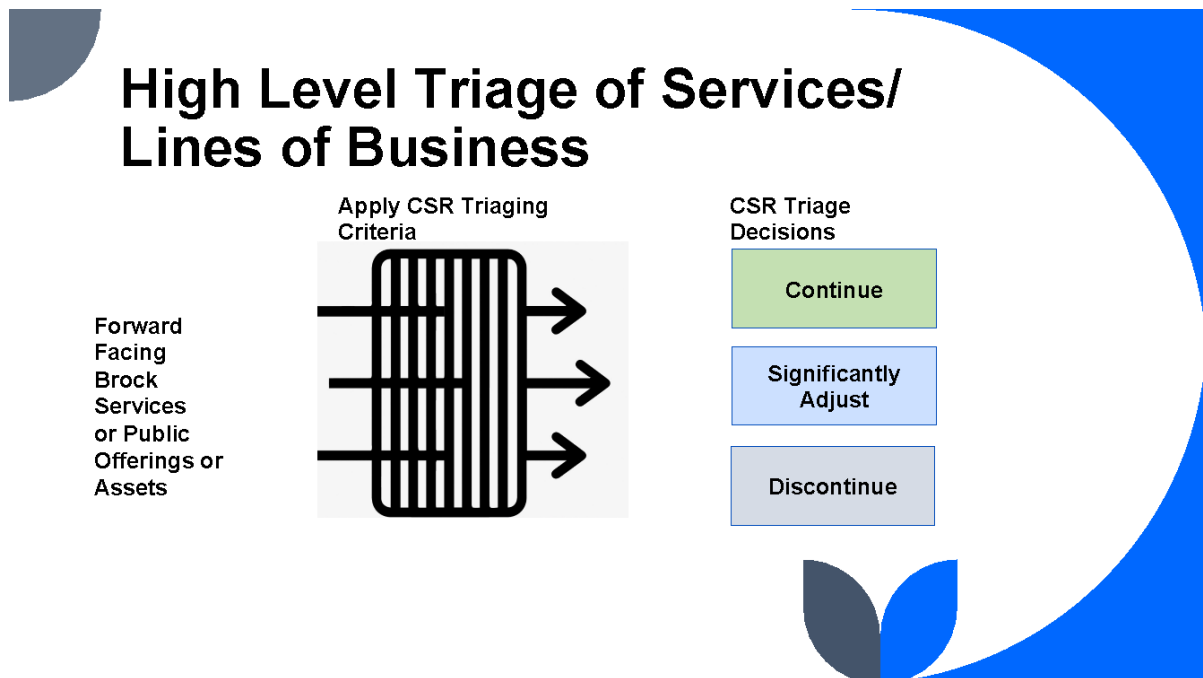 High Level Triage of Services/
Lines of Business
Apply CSR Triaging
Criteria
CSR Triage
Decisions
Forward
Facing
Brock
Services
or Public
Offerings or
Assets
Continue
Significantly
Adjust
Discontinue